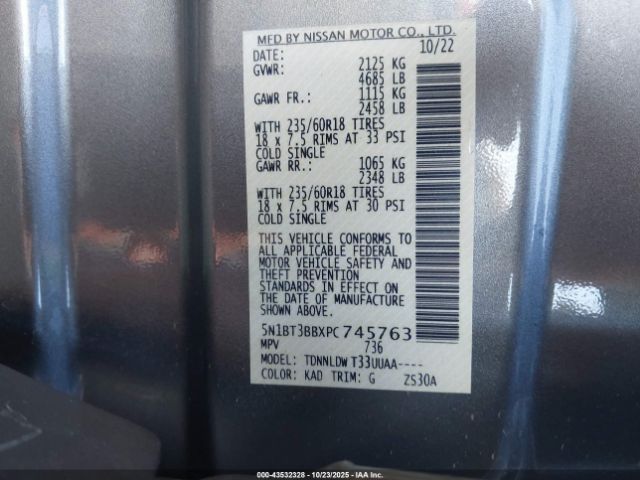 MFD BY NISSAN MOTOR CO., LTD.
DATE: 10/22
GVWR: 2125 KG
4685 LB
GAWR FR.: 1115 KG
2458 LB
WITH 235/60R18 TIRES
18 x 7.5 RIMS AT 33 PSI
COLD SINGLE
GAWR RR.: 1065 KG
2348 LB
WITH 235/60R18 TIRES
18 x 7.5 RIMS AT 30 PSI
COLD SINGLE
THIS VEHICLE CONFORMS TO
ALL APPLICABLE FEDERAL
MOTOR VEHICLE SAFETY AND
THEFT PREVENTION
STANDARDS IN EFFECT ON
THE DATE OF MANUFACTURE
SHOWN ABOVE.
5N1BT3BBXPC745763
MPV 736
MODEL: TDNNLDW T33UUAA----
COLOR: KAD TRIM: G ZS30A
000-43532328 - 10/23/2025 - IAAI.COM